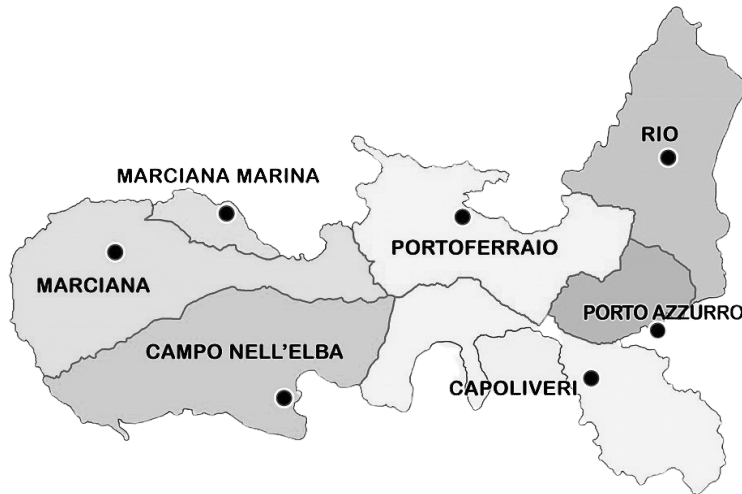 RIO
MARCIANA MARINA
PORTOFERRAIO
MARCIANA
PORTO AZZURRO
CAMPO NELL'ELBA
CAPOLIVERI